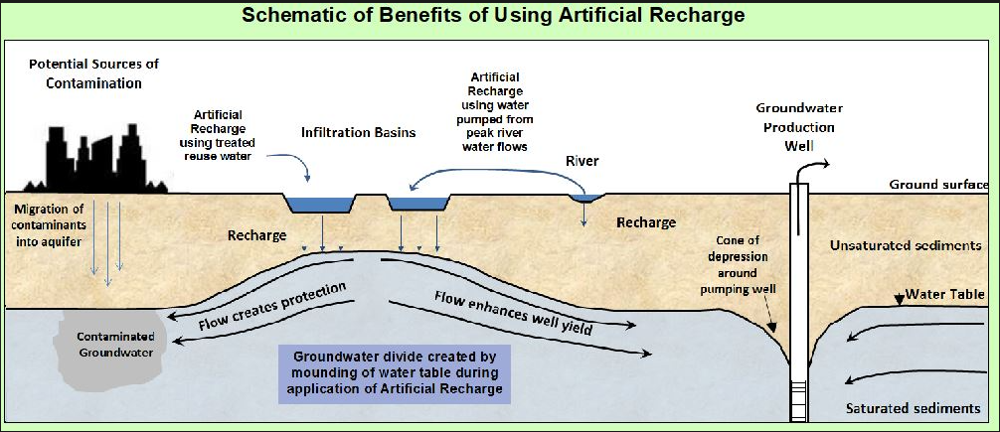 Schematic of Benefits of Using Artificial Recharge
Potential Sources of
Contamination
Artificial
Recharge
using treated
reuse water
Infiltration Basins
Artificial
Recharge
using water
pumped from
peak river
water flows
River
Groundwater
Production
Well
Ground surface
Migration of
contaminants
into aquifer
Recharge
Recharge
Cone of
depression
around
pumping well
Unsaturated sediments
Water Table
Flow creates protection
Flow enhances well yield
Contaminated
Groundwater
Groundwater divide created by
mounding of water table during
application of Artificial Recharge
Saturated sediments